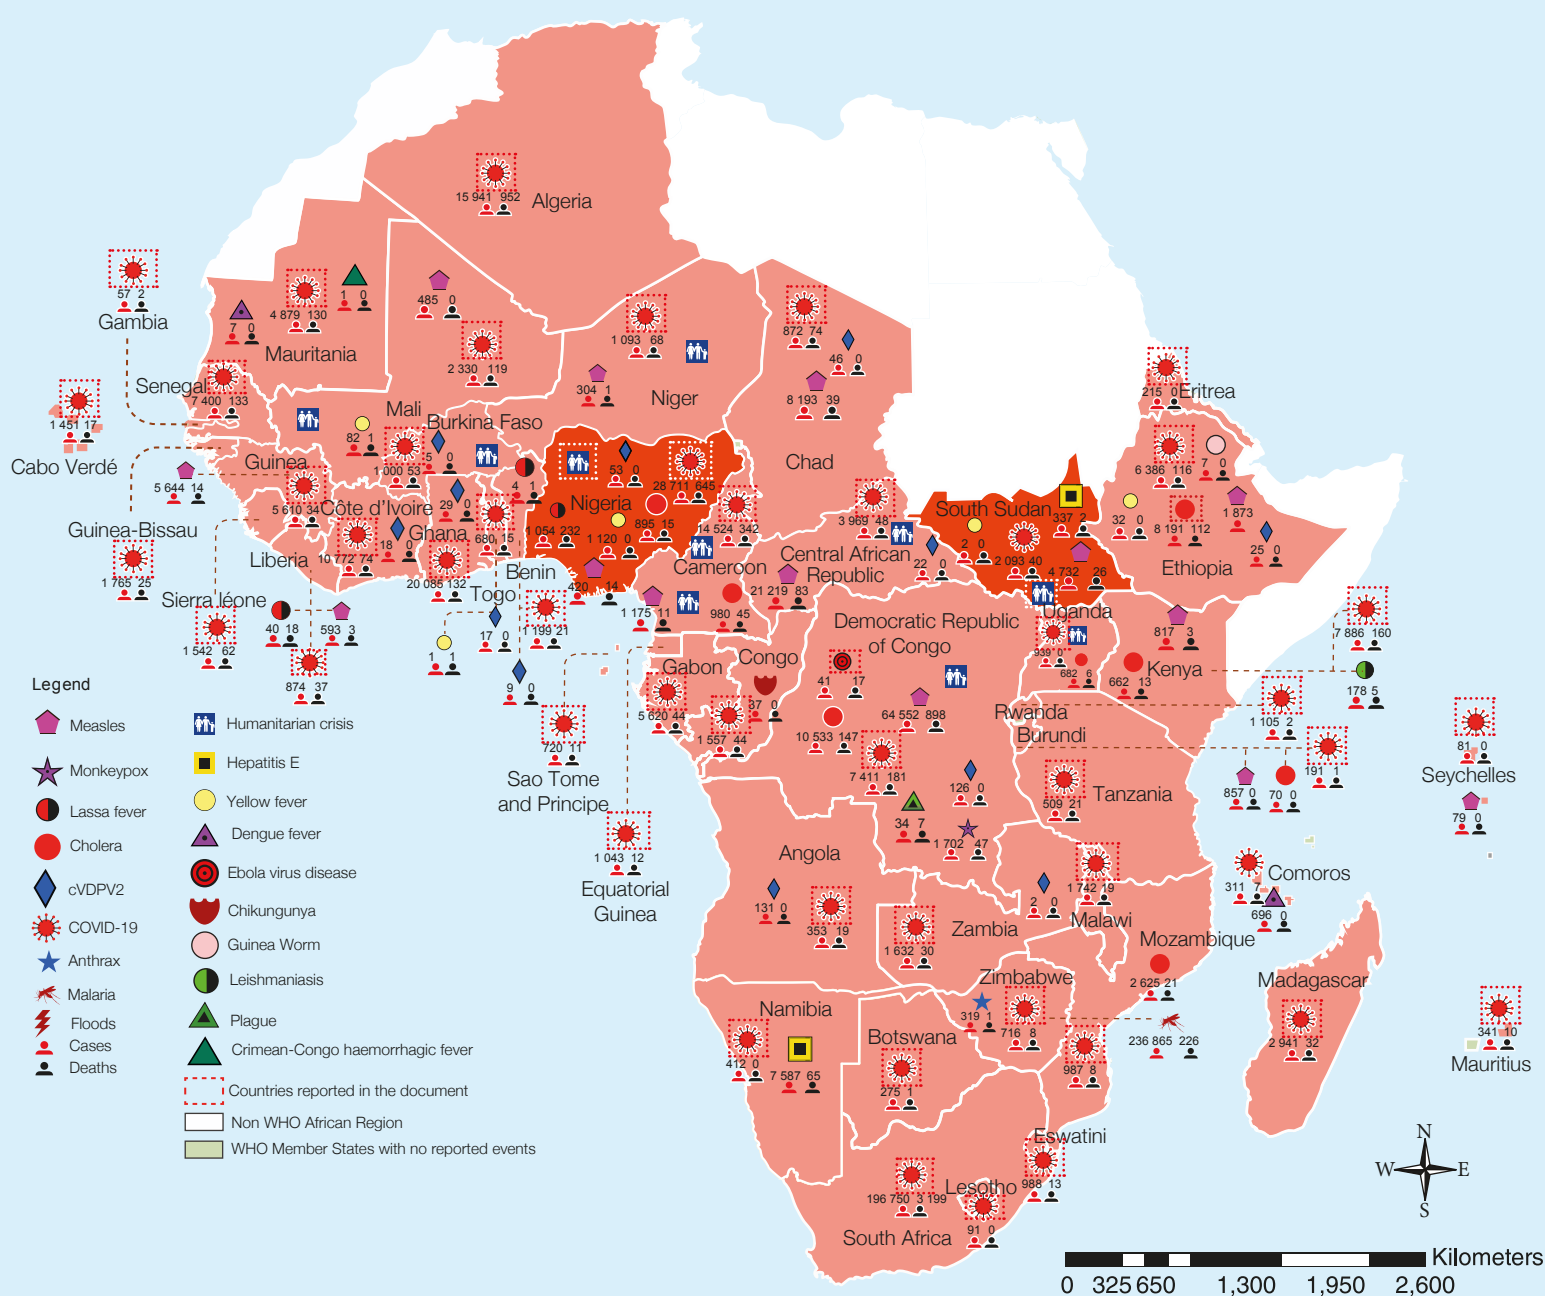 15 941 952
Algeria
57 2
Gambia
7 0
4 879 130
1 0
Mauritania
485 0
2 330 119
1 093 68
304 1
Niger
872 74
46 0
8 193 39
Chad
215 0
Eritrea
Senegal
7 400 133
1 451 17
Cabo Verdé
Mali
82 1
Burkina Faso
1 000 53
5 0
Guinea
5 644 14
5 610 34
Côte d'Ivoire
29 0
4 1
53 0
28 711 645
Nigeria
1 054 232
895 15
1 120 0
420 14
14 524 342
3 969 48
South Sudan
337 2
2 0
2 093 40
4 732 26
6 386 116
7 0
32 0
8 191 112
1 873
25 0
Ethiopia
Guinea-Bissau
1 765 25
Liberia
10 772 74
18 0
Ghana
20 085 132
680 15
Benin
Togo
Cameroon
Central African
Republic
22 0
Sierra léone
1 542 62
40 18
593 3
874 37
1 1
17 0
1 199 21
9 0
1 175 11
980 45
21 219 83
Democratic Republic
of Congo
Uganda
939 0
682 6
817 3
662 13
Kenya
7 886 160
178 5
Gabon
5 620 44
Congo
37 0
1 557 44
41 17
10 533 147
64 552 898
7 411 181
126 0
34 7
1 702 47
Rwanda
Burundi
1 105 2
191 1
857 0
70 0
81 0
Seychelles
79 0
509 21
Tanzania
720 11
Sao Tome
and Principe
1 043 12
Equatorial
Guinea
Angola
131 0
353 19
1 632 30
Zambia
2 0
1 742 19
Malawi
311 7
Comoros
696 0
Mozambique
2 625 21
Zimbabwe
319 1
716 8
236 865 226
987 8
Madagascar
2 941 32
341 10
Mauritius
Namibia
412 0
7 587 65
Botswana
275 1
Eswatini
988 13
196 750 3 199
Lesotho
91 0
South Africa
Legend
Measles
Monkeypox
Lassa fever
Cholera
cVDPV2
COVID-19
Anthrax
Malaria
Floods
Cases
Deaths
Humanitarian crisis
Hepatitis E
Yellow fever
Dengue fever
Ebola virus disease
Chikungunya
Guinea Worm
Leishmaniasis
Plague
Crimean-Congo haemorrhagic fever
Countries reported in the document
Non WHO African Region
WHO Member States with no reported events
N
W E
S
Kilometers
0 325 650 1,300 1,950 2,600